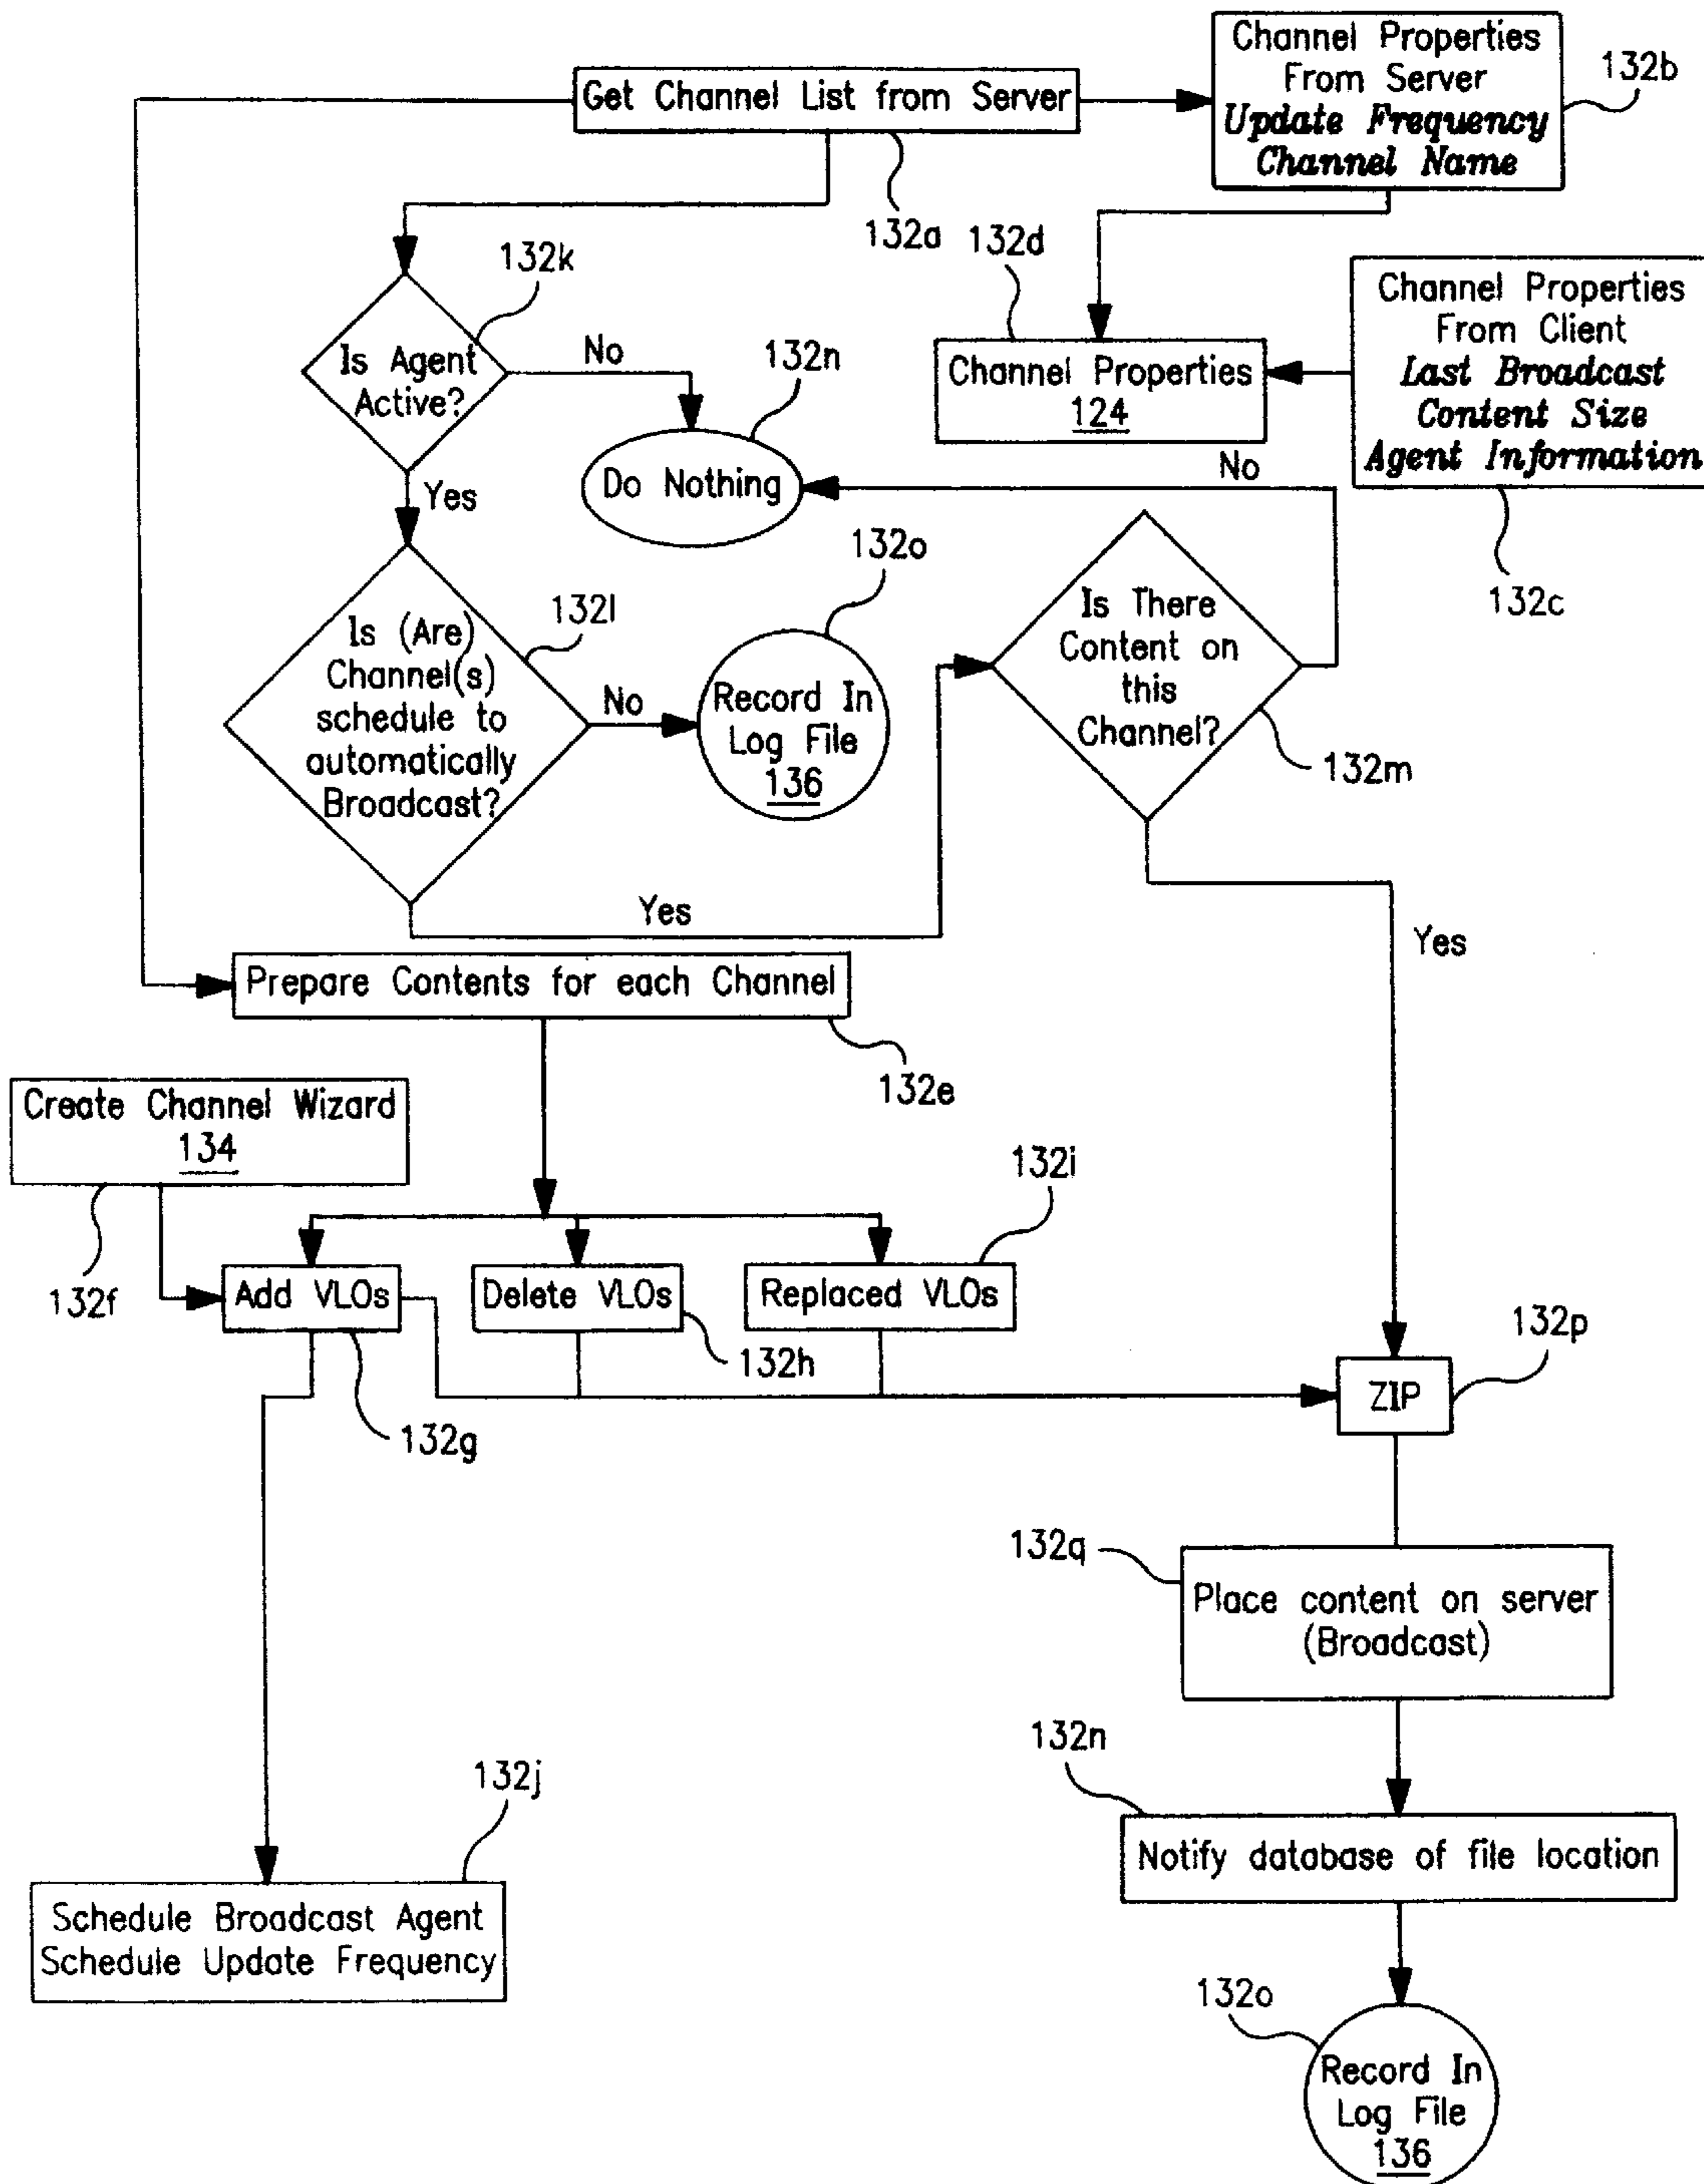 Channel Properties
From Server
Update Frequency
Channel Name
132b
Get Channel List from Server
132a
132d
132k
Channel Properties
From Client
Last Broadcast
Content Size
Agent Information
132c
Is Agent
Active?
No
132n
Channel Properties
124
Do Nothing
No
Yes
132o
132l
Is (Are)
Channel(s)
schedule to
automatically
Broadcast?
No
Record In
Log File
136
Is There
Content on
this
Channel?
132m
Yes
Yes
Prepare Contents for each Channel
132e
Create Channel Wizard
134
132f
132i
Add VLOs
Delete VLOs
Replaced VLOs
132h
132g
132p
ZIP
132q
Place content on server
(Broadcast)
132n
Notify database of file location
132j
Schedule Broadcast Agent
Schedule Update Frequency
132o
Record In
Log File
136